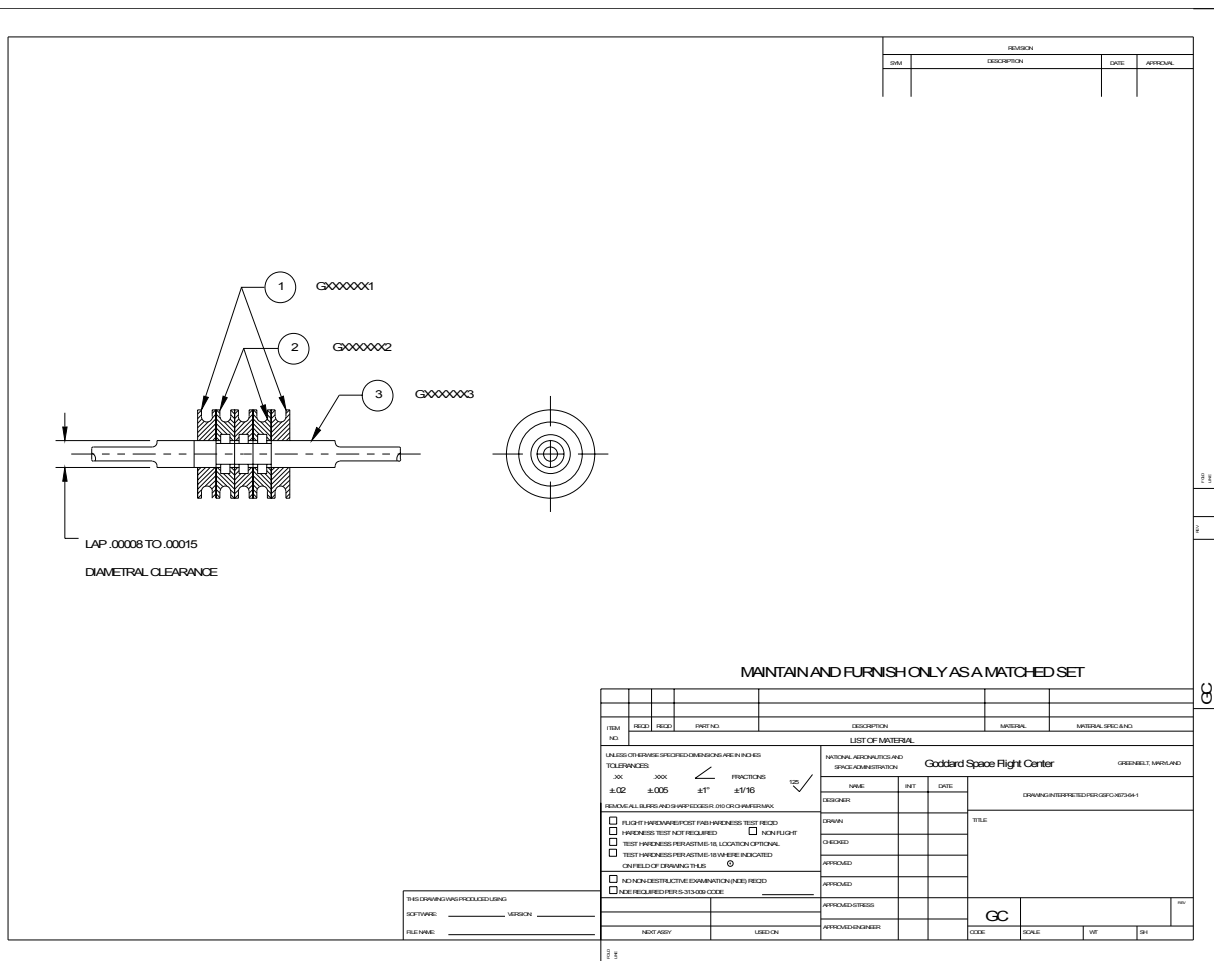 REVISION
SYM DESCRIPTION DATE APPROVAL
1 GXXXXXX1
2 GXXXXXX2
3 GXXXXXX3
LAP .00008 TO .00015
DIAMETRAL CLEARANCE
FOLD
LINE
REV
GC
MAINTAIN AND FURNISH ONLY AS A MATCHED SET
ITEM NO. REQD REQD PART NO. DESCRIPTION MATERIAL MATERIAL SPEC & NO.
LIST OF MATERIAL
UNLESS OTHERWISE SPECIFIED-DIMENSIONS ARE IN INCHES
TOLERANCES:
.XX .XXX FRACTIONS
±.02 ±.005 ±1° ±1/16
125
REMOVE ALL BURRS AND SHARP EDGES R .010 OR CHAMFER MAX.
FLIGHT HARDWARE/POST FAB HARDNESS TEST REQ'D
HARDNESS TEST NOT REQUIRED NON FLIGHT
TEST HARDNESS PER ASTM E-18, LOCATION OPTIONAL
TEST HARDNESS PER ASTM E-18 WHERE INDICATED
ON FIELD OF DRAWING THUS
NO NON-DESTRUCTIVE EXAMINATION (NDE) REQ'D
NDE REQUIRED PER S-313-009 CODE
NEXT ASSY USED ON
NATIONAL AERONAUTICS AND
SPACE ADMINISTRATION
Goddard Space Flight Center
GREENBELT, MARYLAND
NAME INIT DATE
DESIGNER
DRAWN
CHECKED
APPROVED
APPROVED
APPROVED-STRESS
APPROVED-ENGINEER
DRAWING INTERPRETED PER GSFC-X673-64-1
TITLE
GC
REV
CODE SCALE WT SH
THIS DRAWING WAS PRODUCED USING
SOFTWARE: VERSION:
FILE NAME:
FOLD
LINE